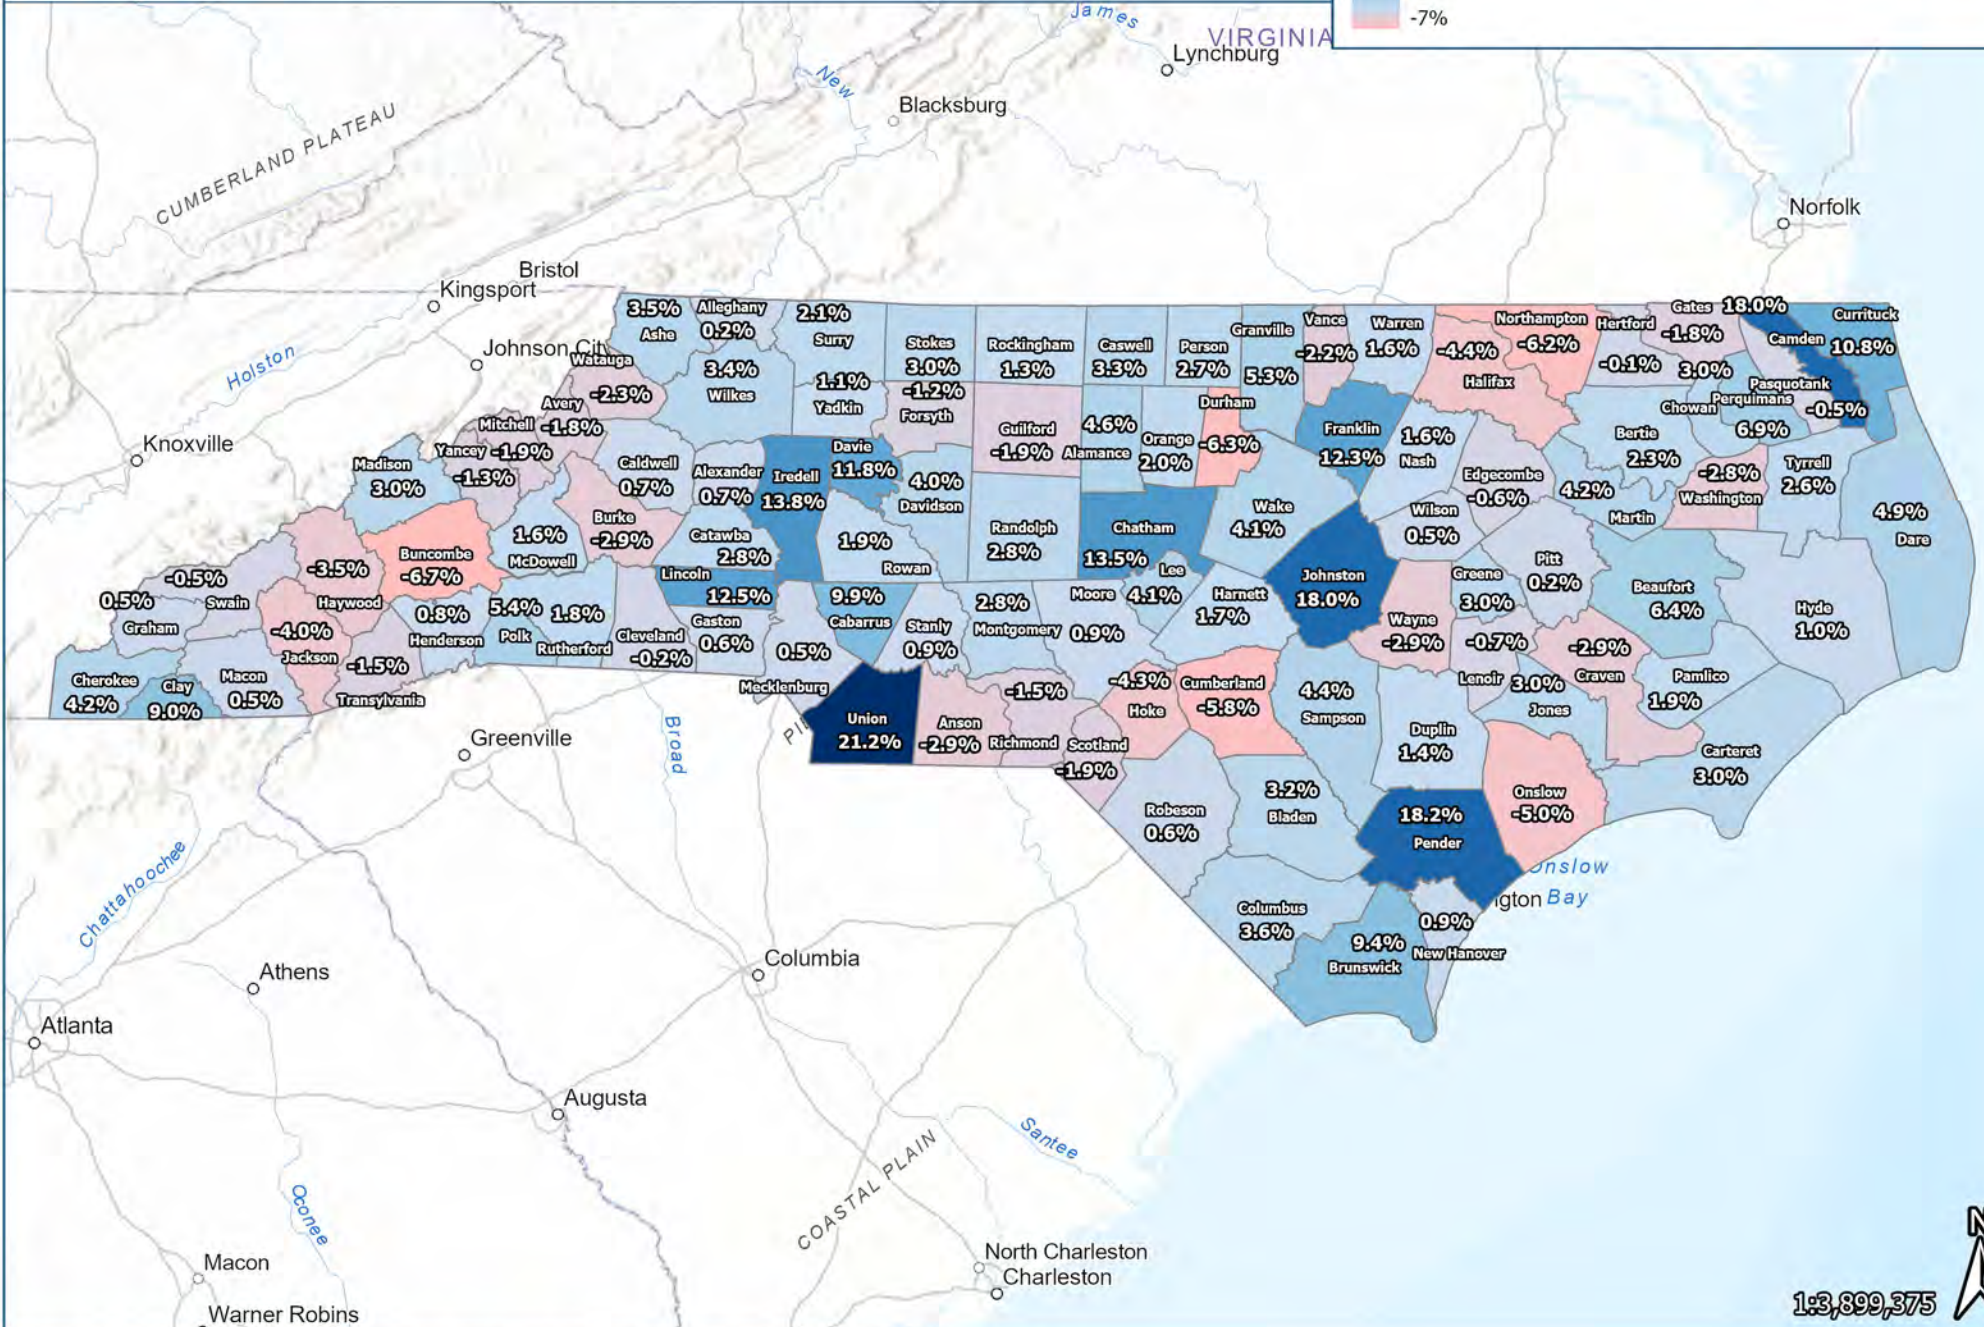 -7%
James
VIRGINIA
Lynchburg
New
Blacksburg
CUMBERLAND PLATEAU
Norfolk
Bristol
Kingsport
Holston
Johnson City
Knoxville
3.5%
Ashe
Alleghany
0.2%
2.1%
Surry
Stokes
3.0%
Rockingham
1.3%
Caswell
3.3%
Person
2.7%
Granville
5.3%
Vance
-2.2%
Warren
1.6%
Northampton
-6.2%
-4.4%
Halifax
Hertford
-0.1%
Gates
-1.8%
18.0%
Camden
Currituck
10.8%
Pasquotank
-0.5%
3.0%
Chowan
Perquimans
6.9%
Watauga
-2.3%
3.4%
Wilkes
1.1%
Yadkin
-1.2%
Forsyth
Guilford
-1.9%
4.6%
Alamance
Orange
2.0%
Durham
-6.3%
Franklin
12.3%
1.6%
Nash
Edgecombe
-0.6%
Bertie
2.3%
4.2%
Martin
-2.8%
Washington
Tyrrell
2.6%
4.9%
Dare
Avery
-1.8%
Mitchell
-1.9%
Yancey
-1.3%
Madison
3.0%
Caldwell
0.7%
Alexander
0.7%
Iredell
13.8%
Davie
11.8%
4.0%
Davidson
Randolph
2.8%
Chatham
13.5%
Wake
4.1%
Wilson
0.5%
Pitt
0.2%
Beaufort
6.4%
Hyde
1.0%
Buncombe
-6.7%
1.6%
McDowell
Burke
-2.9%
Catawba
2.8%
1.9%
Rowan
Lincoln
12.5%
Lee
4.1%
Harnett
1.7%
Johnston
18.0%
Greene
3.0%
Wayne
-2.9%
-0.7%
Lenoir
-2.9%
Craven
Pamlico
1.9%
-0.5%
Swain
-3.5%
Haywood
0.5%
Graham
-4.0%
Jackson
0.8%
Henderson
5.4%
Polk
1.8%
Rutherford
Cleveland
-0.2%
Gaston
0.6%
0.5%
Mecklenburg
9.9%
Cabarrus
Stanly
0.9%
2.8%
Montgomery
Moore
0.9%
Cherokee
4.2%
Clay
9.0%
Macon
0.5%
-1.5%
Transylvania
Union
21.2%
Anson
-2.9%
-1.5%
Richmond
Scotland
-1.9%
-4.3%
Hoke
Cumberland
-5.8%
4.4%
Sampson
Duplin
1.4%
3.0%
Jones
Carteret
3.0%
Onslow
-5.0%
18.2%
Pender
Robeson
0.6%
3.2%
Bladen
Columbus
3.6%
9.4%
Brunswick
0.9%
New Hanover
Onslow
Bay
ngton
Greenville
Broad
PI
Chattahoochee
Columbia
Athens
Atlanta
Augusta
Santee
COASTAL PLAIN
Oconee
Macon
North Charleston
Charleston
Warner Robins
N
1:3,899,375